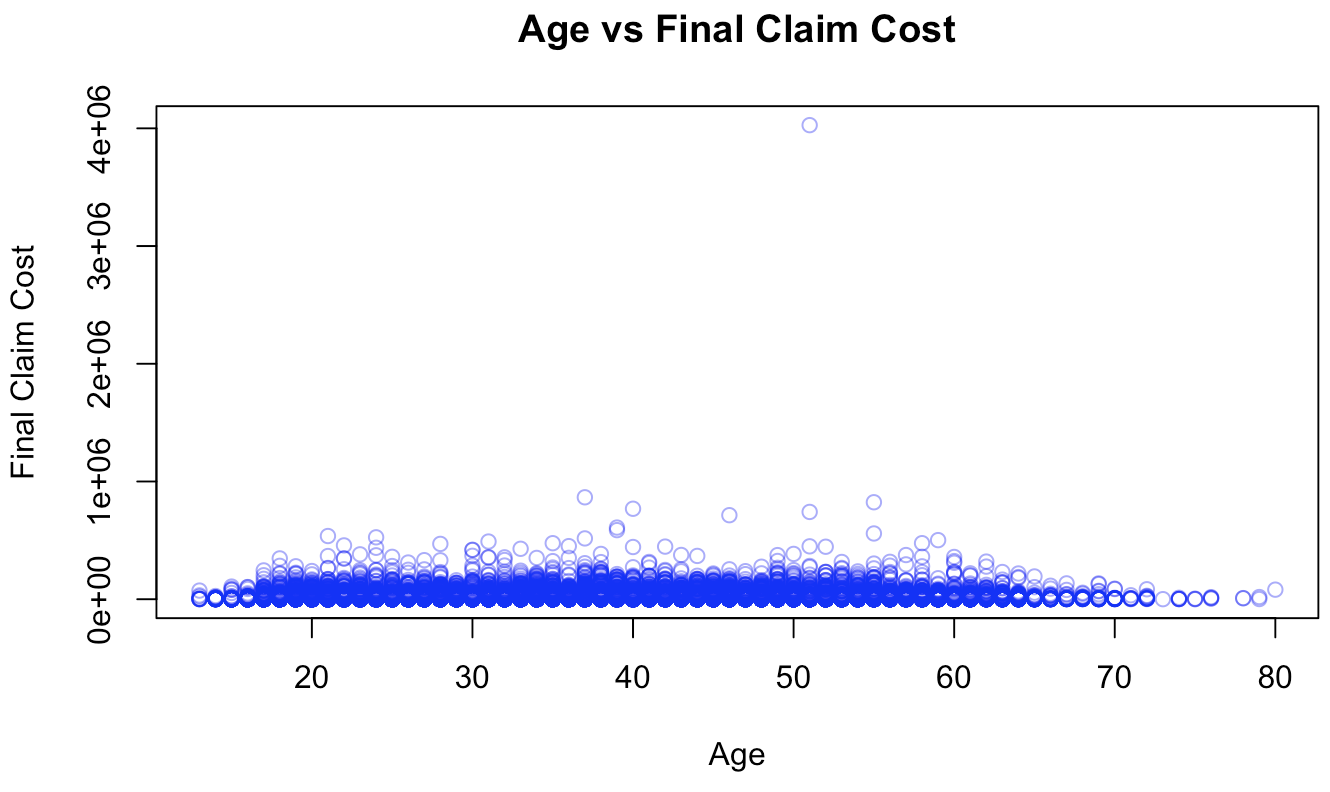 Age vs Final Claim Cost
Final Claim Cost
4e+06
3e+06
2e+06
1e+06
0e+00
20 30 40 50 60 70 80
Age